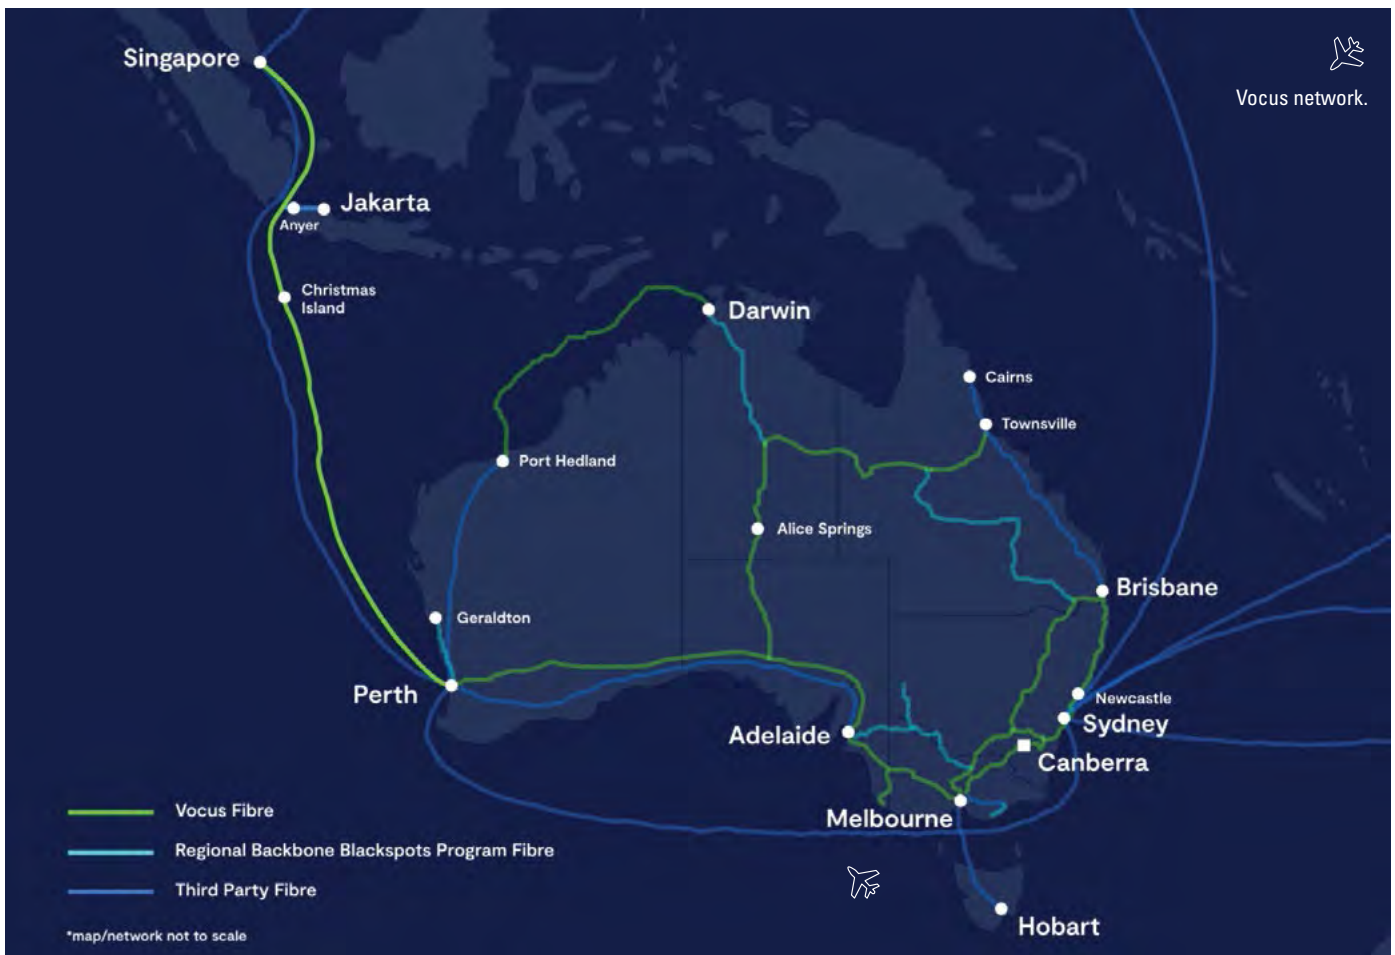 Singapore
Vocus network.
Jakarta
Anyer
Christmas
Island
Darwin
Cairns
Townsville
Port Hedland
Alice Springs
Brisbane
Geraldton
Perth
Newcastle
Sydney
Adelaide
Canberra
Melbourne
Vocus Fibre
Regional Backbone Blackspots Program Fibre
Third Party Fibre
Hobart
*map/network not to scale